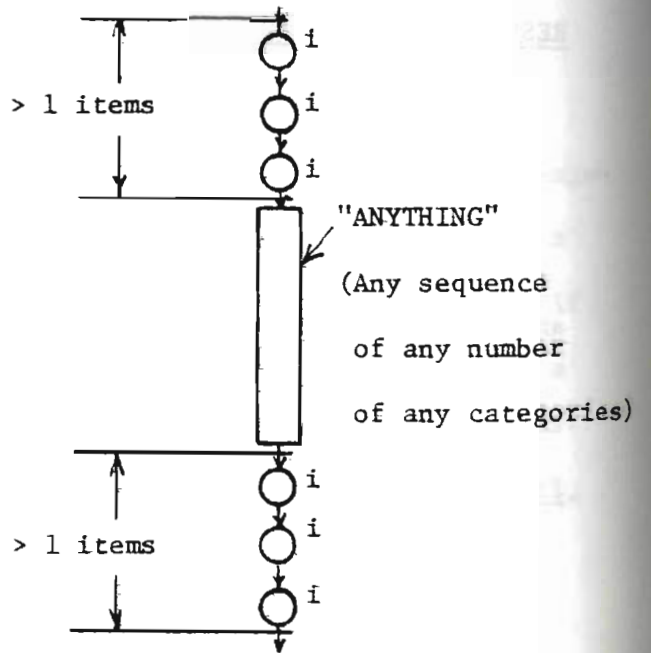 i
i
> 1 items
i
"ANYTHING"
(Any sequence
of any number
of any categories)
i
i
> 1 items
i